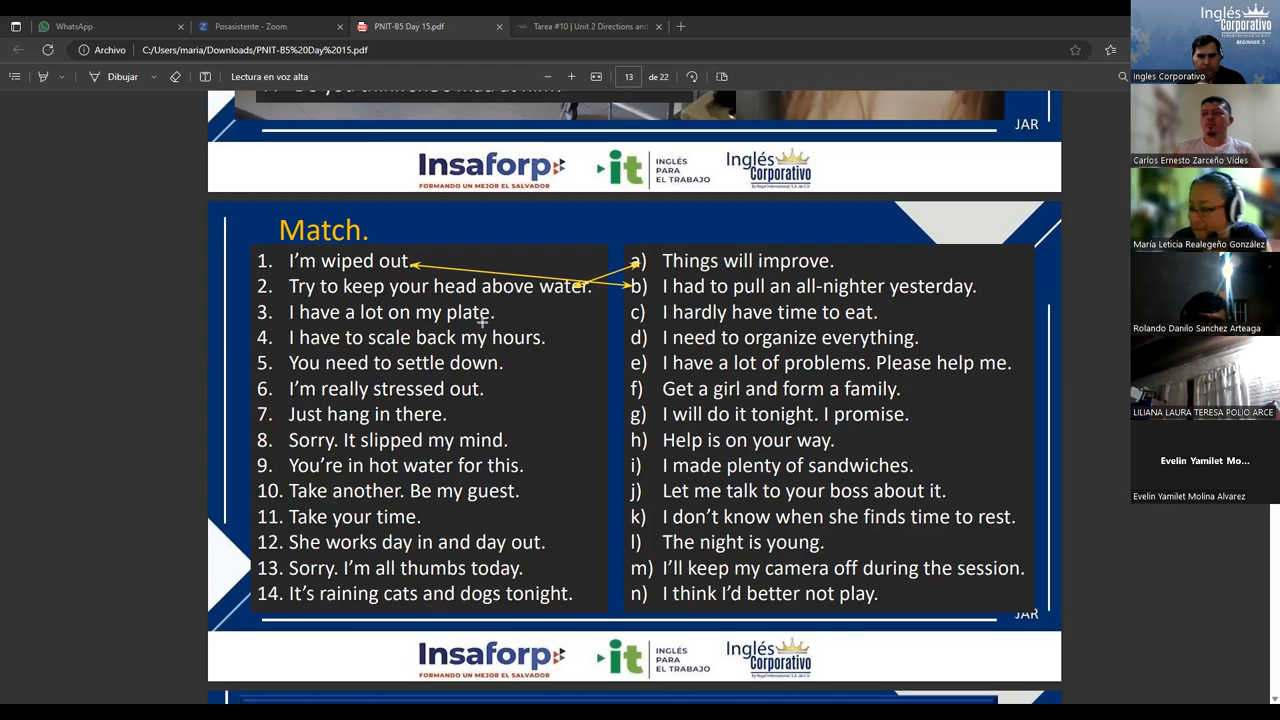 WhatsApp
Posasistente - Zoom
PNIT-B5 Day 15.pdf
Tarea #10 | Unit 2 Directions and
Archivo
C:/Users/maria/Downloads/PNIT-B5%20Day%2015.pdf
Dibujar
Lectura en voz alta
13 de 22
JAR
Insaforp
FORMANDO UN MEJOR EL SALVADOR
it INGLÉS PARA EL TRABAJO
Inglés Corporativo
By Regal International, S.A. de C.V.
Match.
1. I'm wiped out.
2. Try to keep your head above water.
3. I have a lot on my plate.
4. I have to scale back my hours.
5. You need to settle down.
6. I'm really stressed out.
7. Just hang in there.
8. Sorry. It slipped my mind.
9. You're in hot water for this.
10. Take another. Be my guest.
11. Take your time.
12. She works day in and day out.
13. Sorry. I'm all thumbs today.
14. It's raining cats and dogs tonight.
a) Things will improve.
b) I had to pull an all-nighter yesterday.
c) I hardly have time to eat.
d) I need to organize everything.
e) I have a lot of problems. Please help me.
f) Get a girl and form a family.
g) I will do it tonight. I promise.
h) Help is on your way.
i) I made plenty of sandwiches.
j) Let me talk to your boss about it.
k) I don't know when she finds time to rest.
l) The night is young.
m) I'll keep my camera off during the session.
n) I think I'd better not play.
JAR
Insaforp
FORMANDO UN MEJOR EL SALVADOR
it INGLÉS PARA EL TRABAJO
Inglés Corporativo
By Regal International, S.A. de C.V.
Inglés Corporativo
BEGINNER 5
Ingles Corporativo
Carlos Ernesto Zarceño Vides
María Leticia Realegeño González
Rolando Danilo Sanchez Arteaga
LILIANA LAURA TERESA POLIO ARCE
Evelin Yamilet Mo...
Evelin Yamilet Molina Alvarez